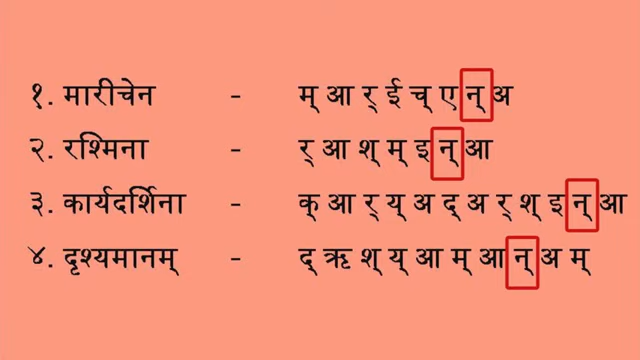 १. मारीचेन - म् आ र् ई च् ए न् अ
२. रश्मिना - र् आ श् म् इ न् आ
३. कार्यदर्शिना - क् आ र् य् अ द् अ र् श् इ न् आ
४. दृश्यमानम् - द् ऋ श् य् आ म् आ न् अ म्